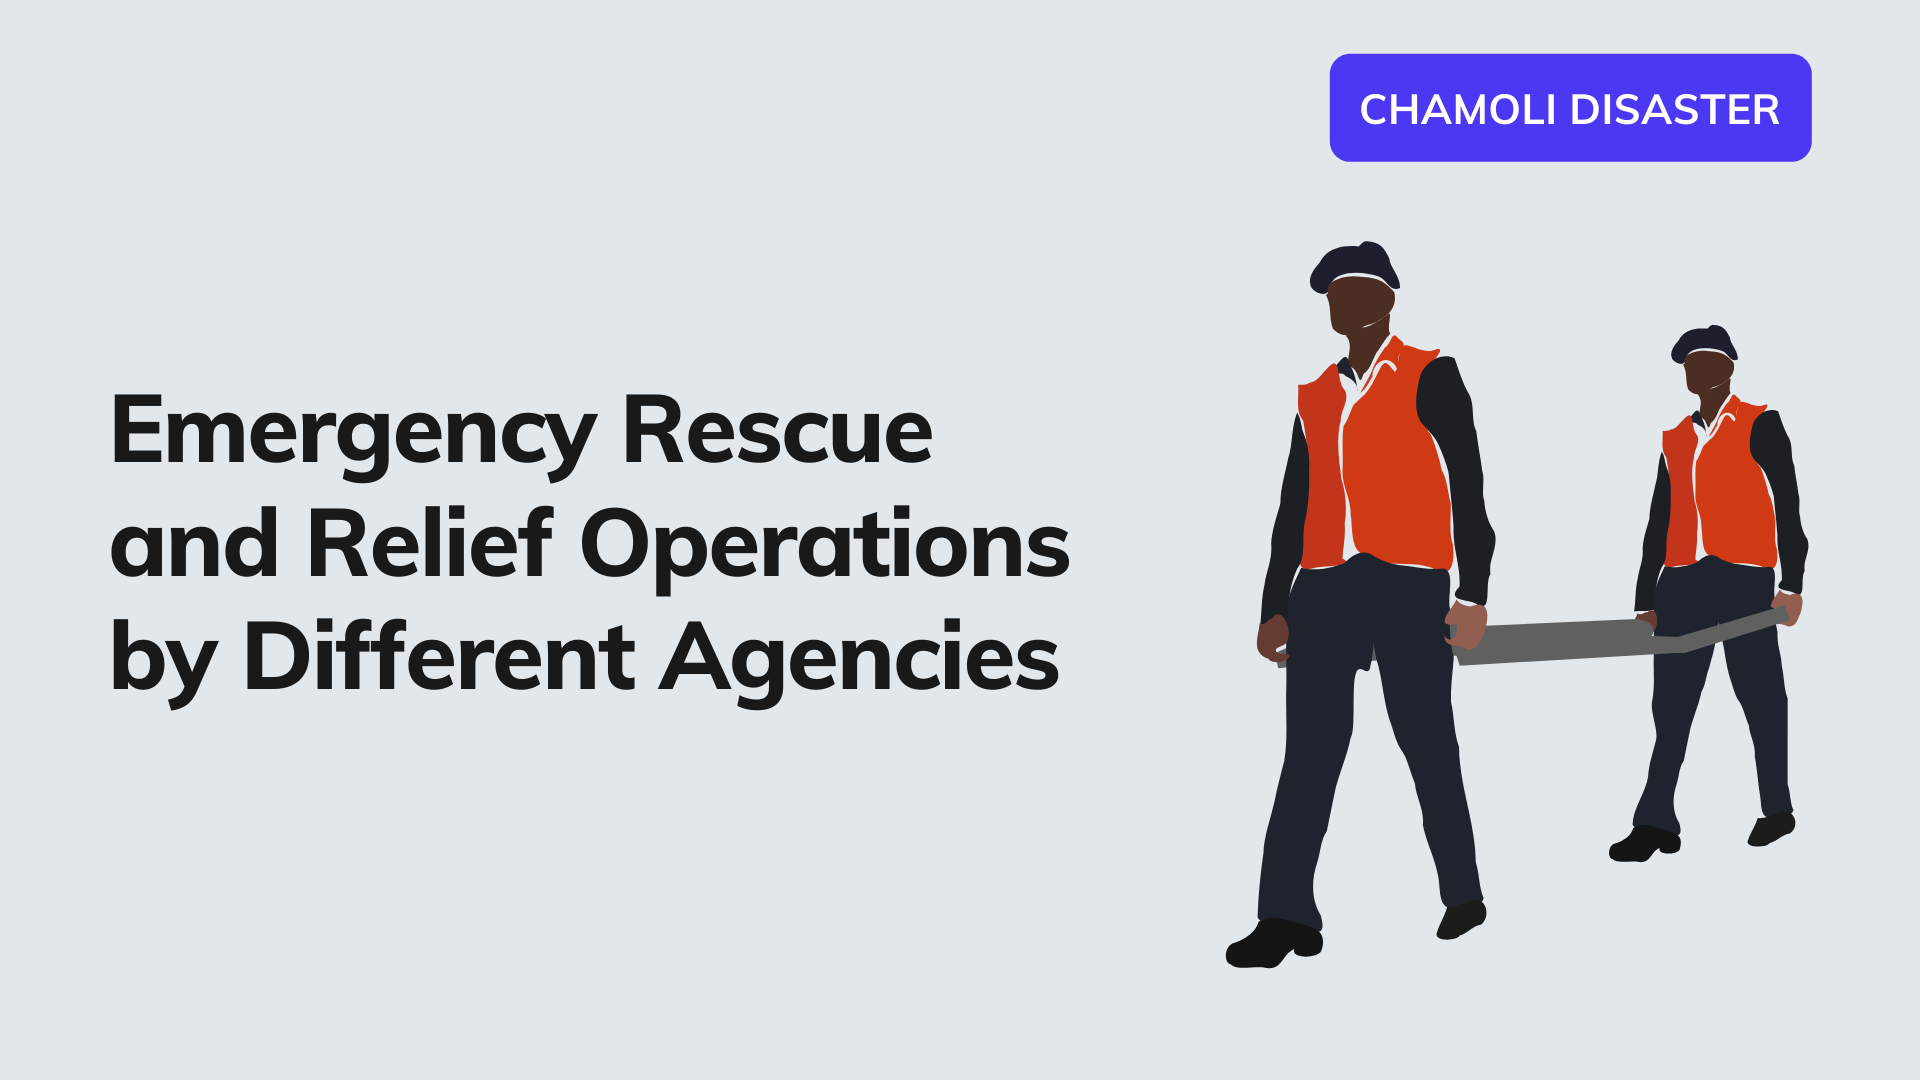 CHAMOLI DISASTER
Emergency Rescue
and Relief Operations
by Different Agencies